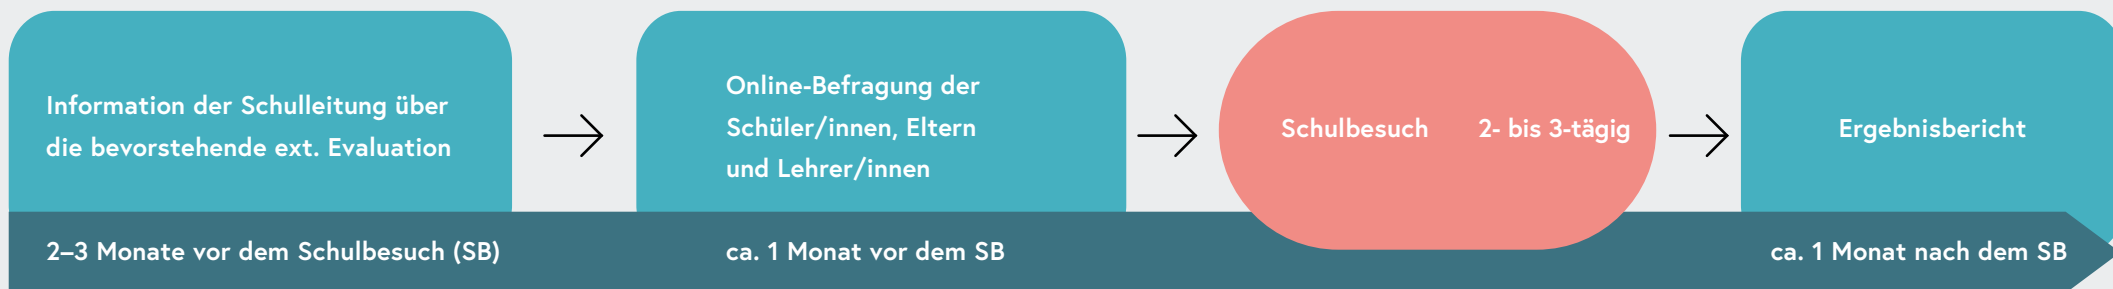 Information der Schulleitung über
die bevorstehende ext. Evaluation
2–3 Monate vor dem Schulbesuch (SB)
Online-Befragung der
Schüler/innen, Eltern
und Lehrer/innen
ca. 1 Monat vor dem SB
Schulbesuch 2- bis 3-tägig
Ergebnisbericht
ca. 1 Monat nach dem SB